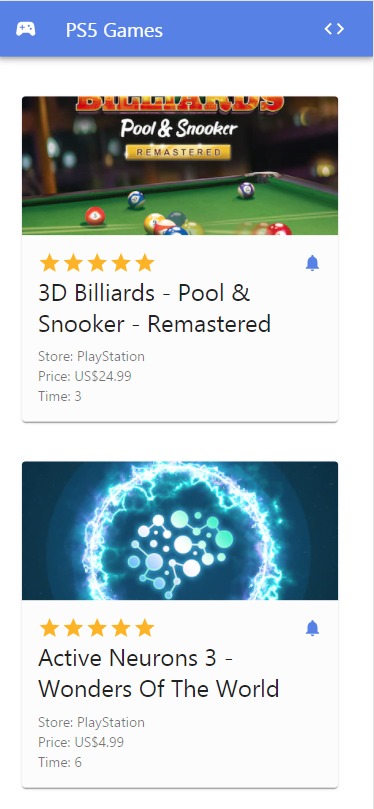 PS5 Games
BILLIARDS
Pool & Snooker
REMASTERED
3D Billiards - Pool &
Snooker - Remastered
Store: PlayStation
Price: US$24.99
Time: 3
Active Neurons 3 -
Wonders Of The World
Store: PlayStation
Price: US$4.99
Time: 6